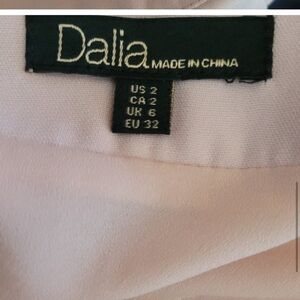 Dalia MADE IN CHINA
US 2
CA 2
UK 6
EU 32